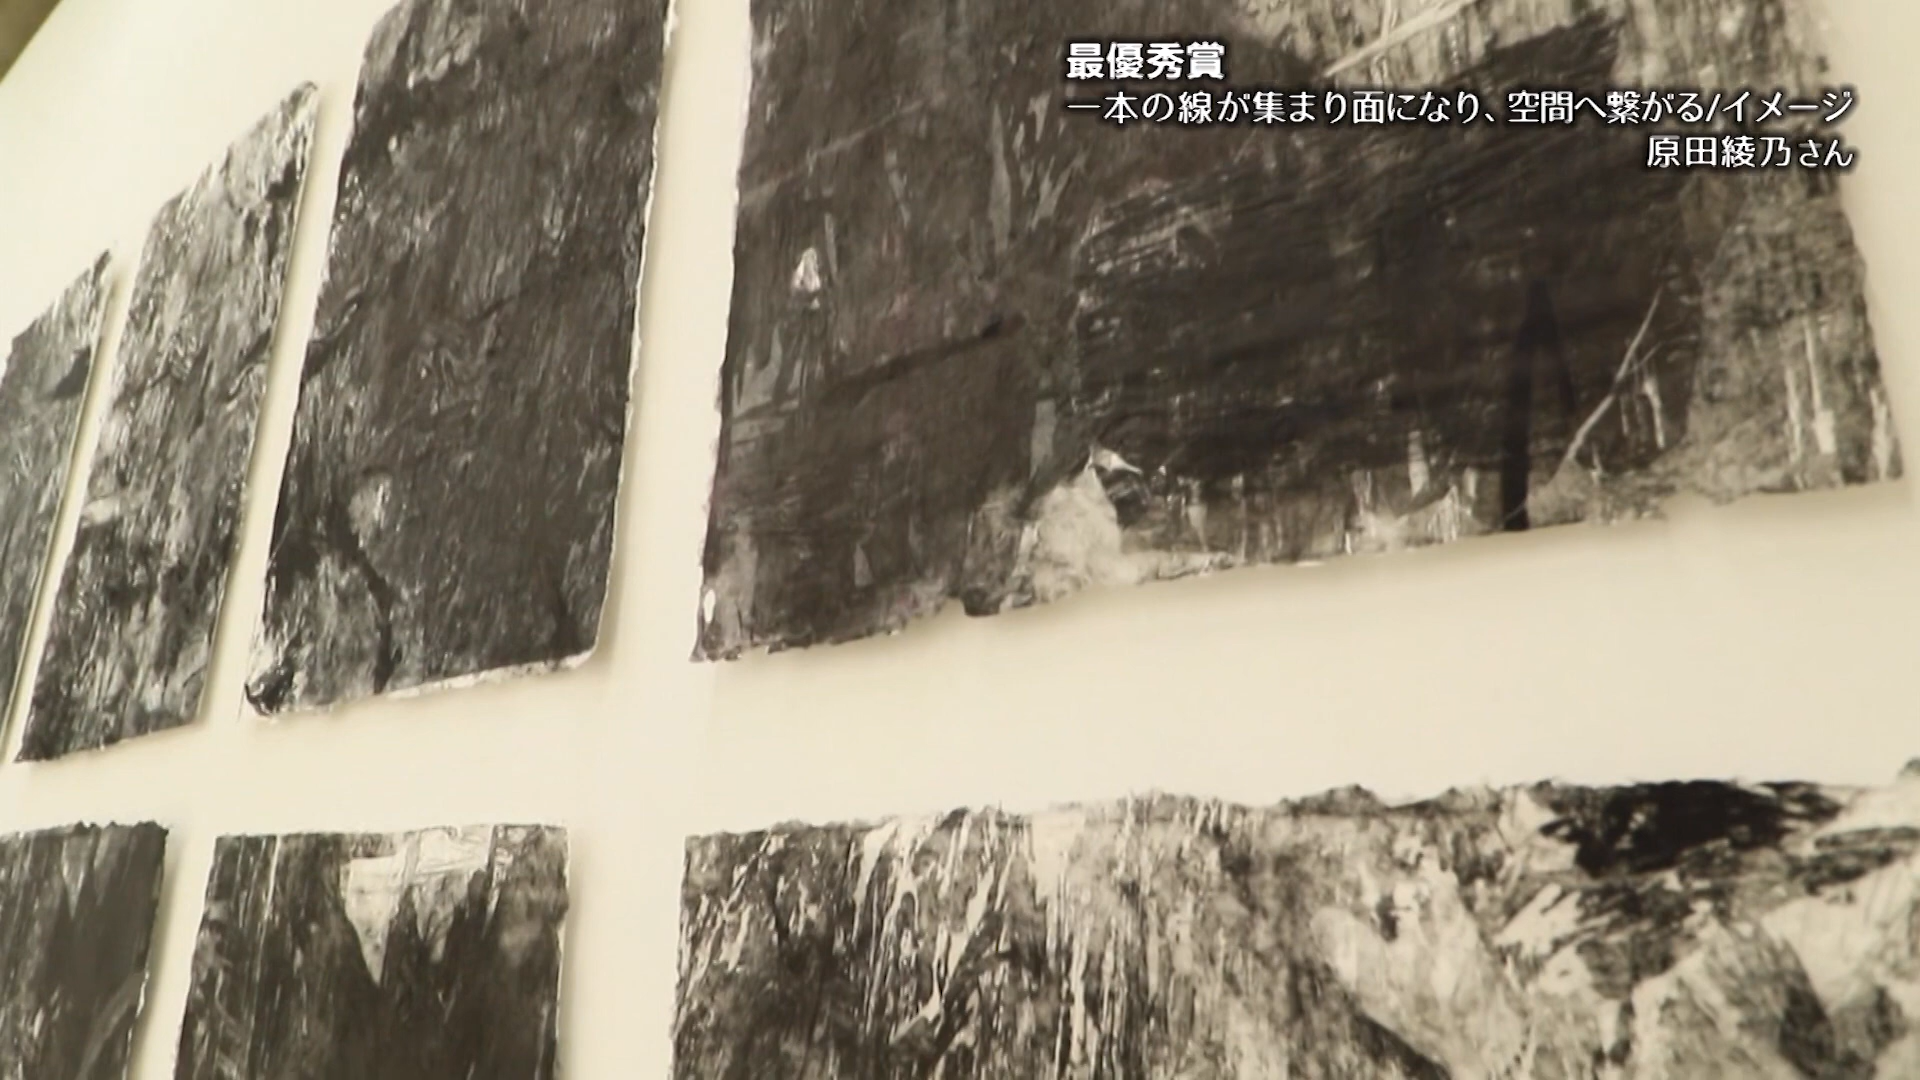 最優秀賞
一本の線が集まり面になり、空間へ繋がる/イメージ
原田綾乃さん